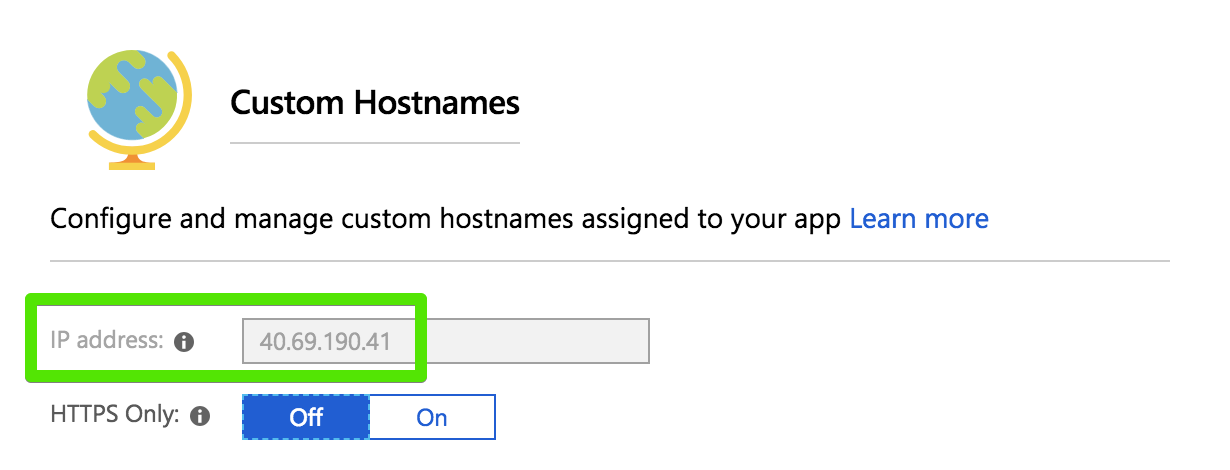 Custom Hostnames
Configure and manage custom hostnames assigned to your app Learn more
IP address: 40.69.190.41
HTTPS Only: Off On